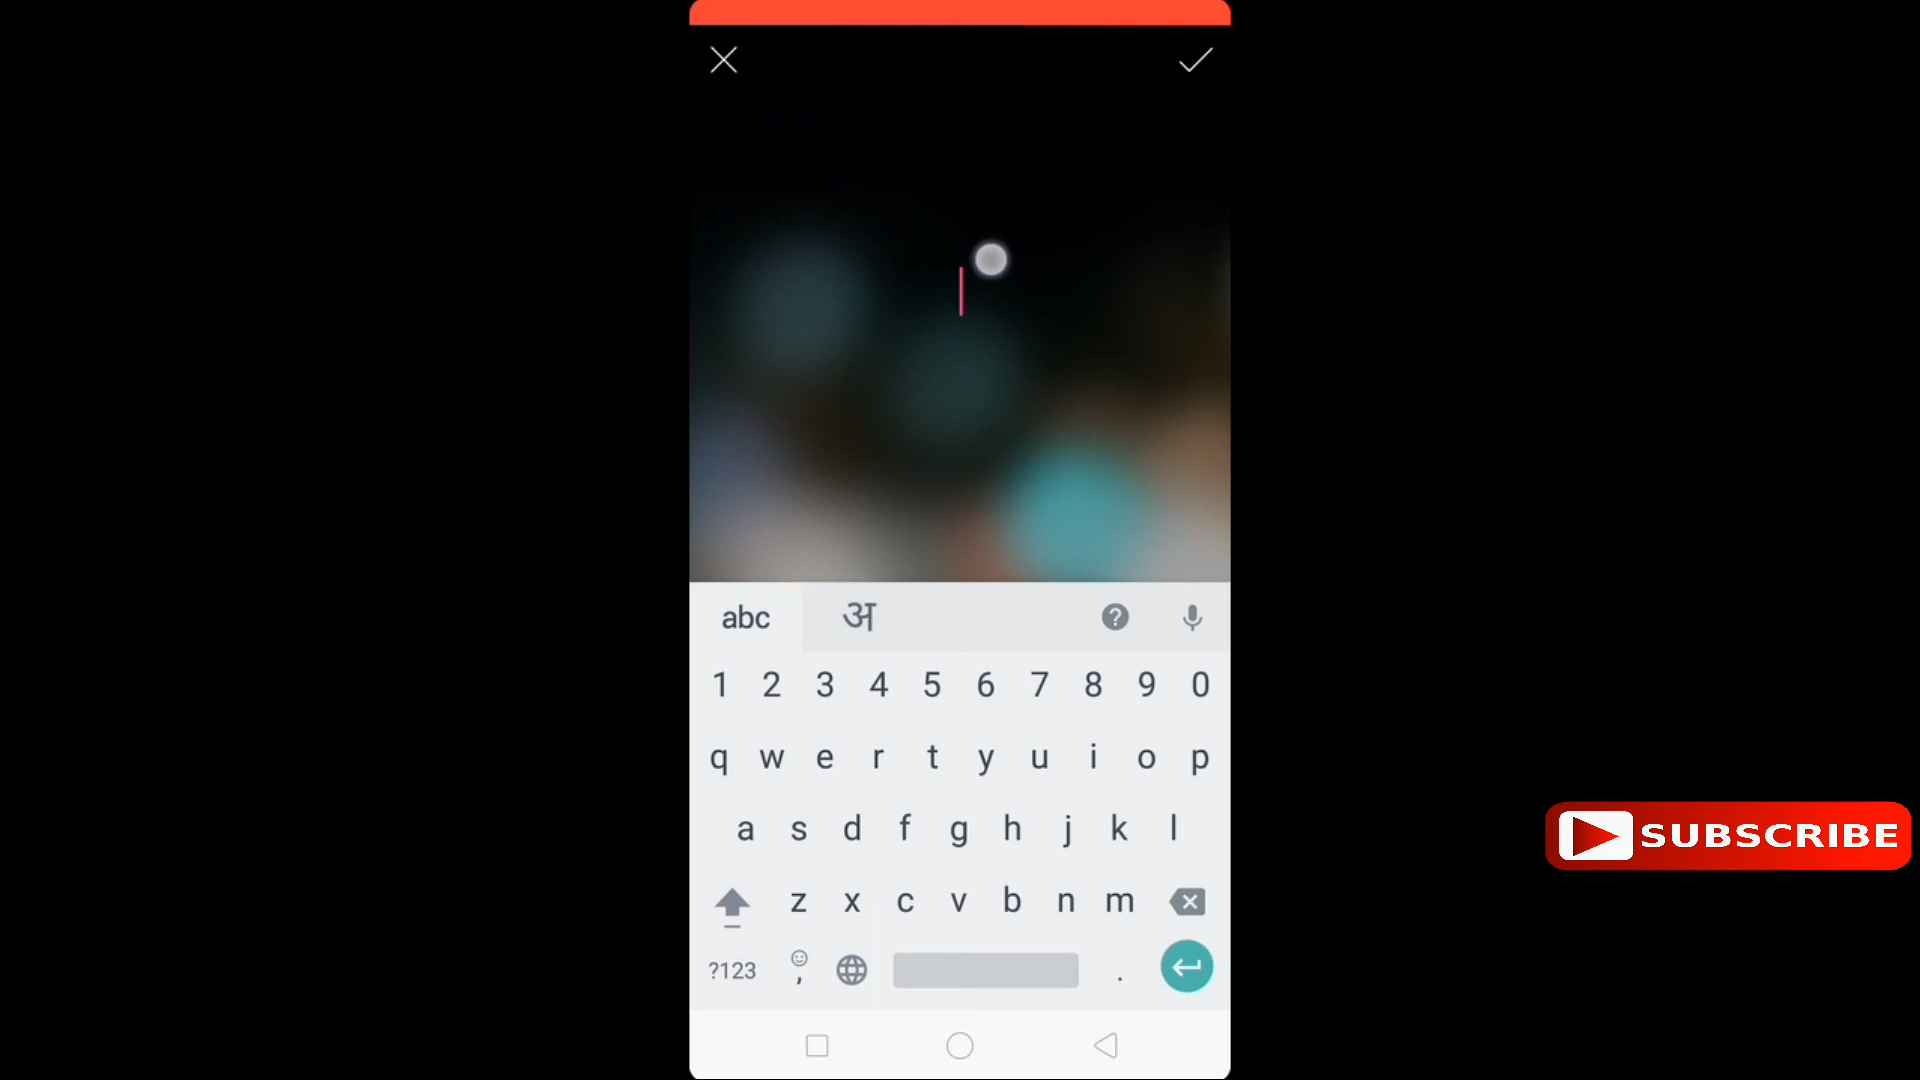 abc अ
1 2 3 4 5 6 7 8 9 0
q w e r t y u i o p
a s d f g h j k l
z x c v b n m
?123 , .
SUBSCRIBE